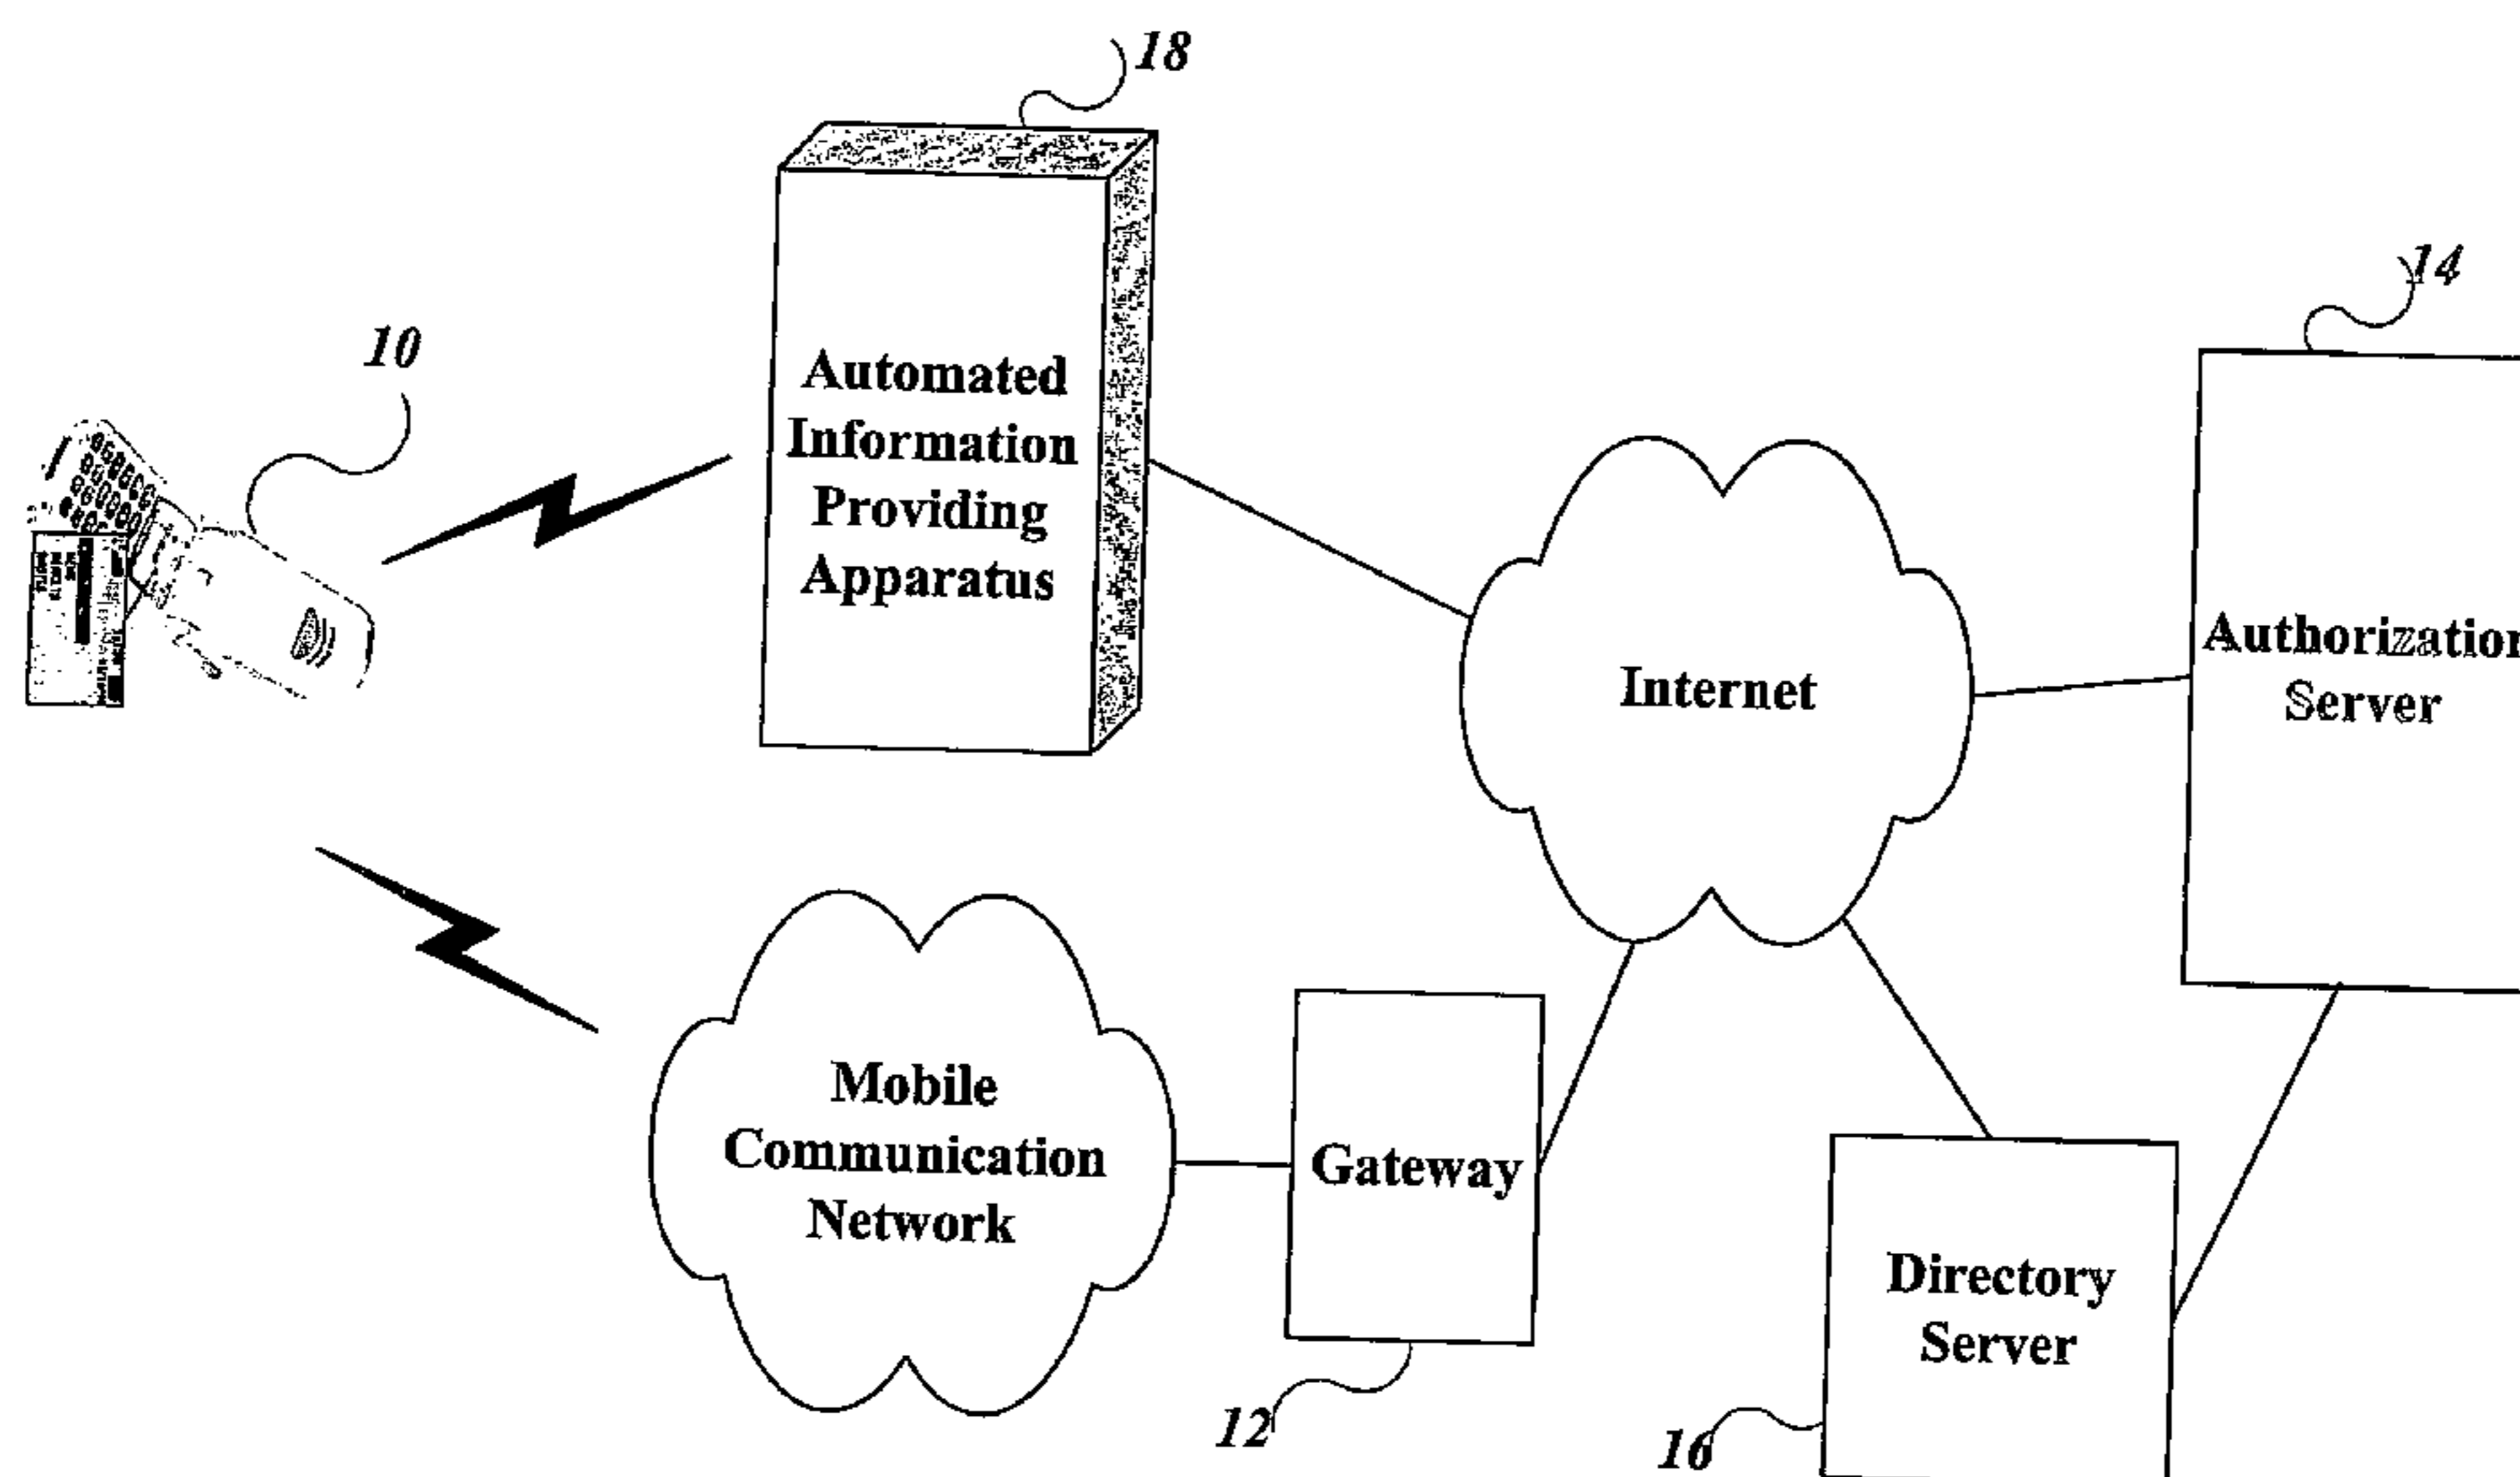 18
14
10
Automated
Information
Providing
Apparatus
Internet
Authorization
Server
Mobile
Communication
Network
Gateway
Directory
Server
12
16